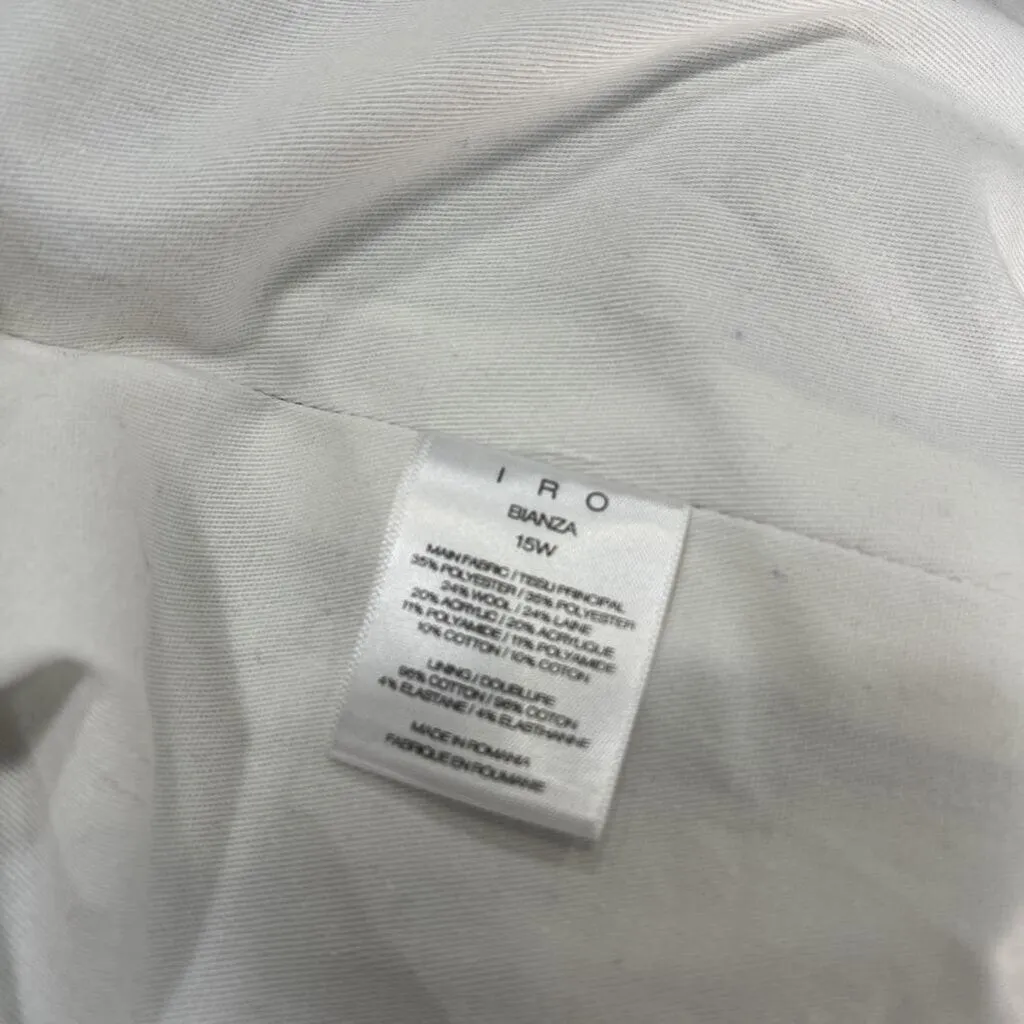 I R O
BIANZA
15W
MAIN FABRIC / TISSU PRINCIPAL
35% POLYESTER / 35% POLYESTER
24% WOOL / 24% LAINE
20% ACRYLIC / 20% ACRYLIQUE
11% POLYAMIDE / 11% POLYAMIDE
10% COTTON / 10% COTON
LINING / DOUBLURE
96% COTTON / 96% COTON
4% ELASTANE / 4% ELASTHANNE
MADE IN ROMANIA
FABRIQUE EN ROUMANIE